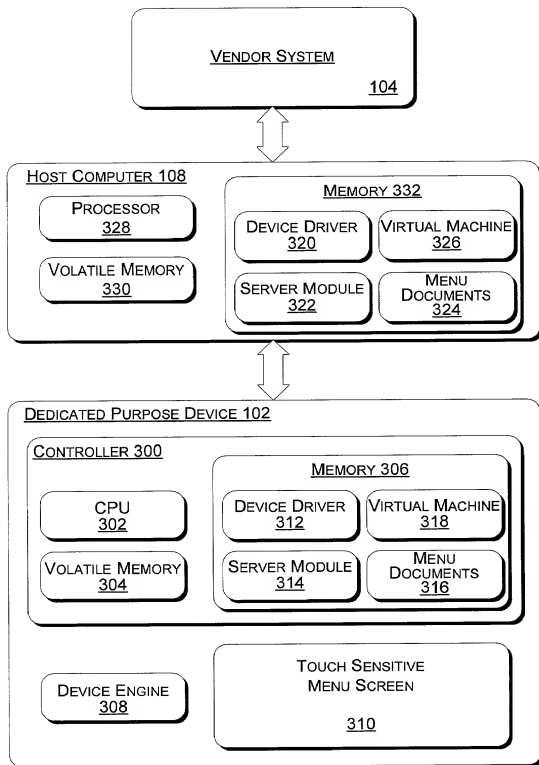 VENDOR SYSTEM
104
HOST COMPUTER 108
PROCESSOR
328
VOLATILE MEMORY
330
MEMORY 332
DEVICE DRIVER
320
VIRTUAL MACHINE
326
SERVER MODULE
322
MENU
DOCUMENTS
324
DEDICATED PURPOSE DEVICE 102
CONTROLLER 300
CPU
302
VOLATILE MEMORY
304
MEMORY 306
DEVICE DRIVER
312
VIRTUAL MACHINE
318
SERVER MODULE
314
MENU
DOCUMENTS
316
DEVICE ENGINE
308
TOUCH SENSITIVE
MENU SCREEN
310